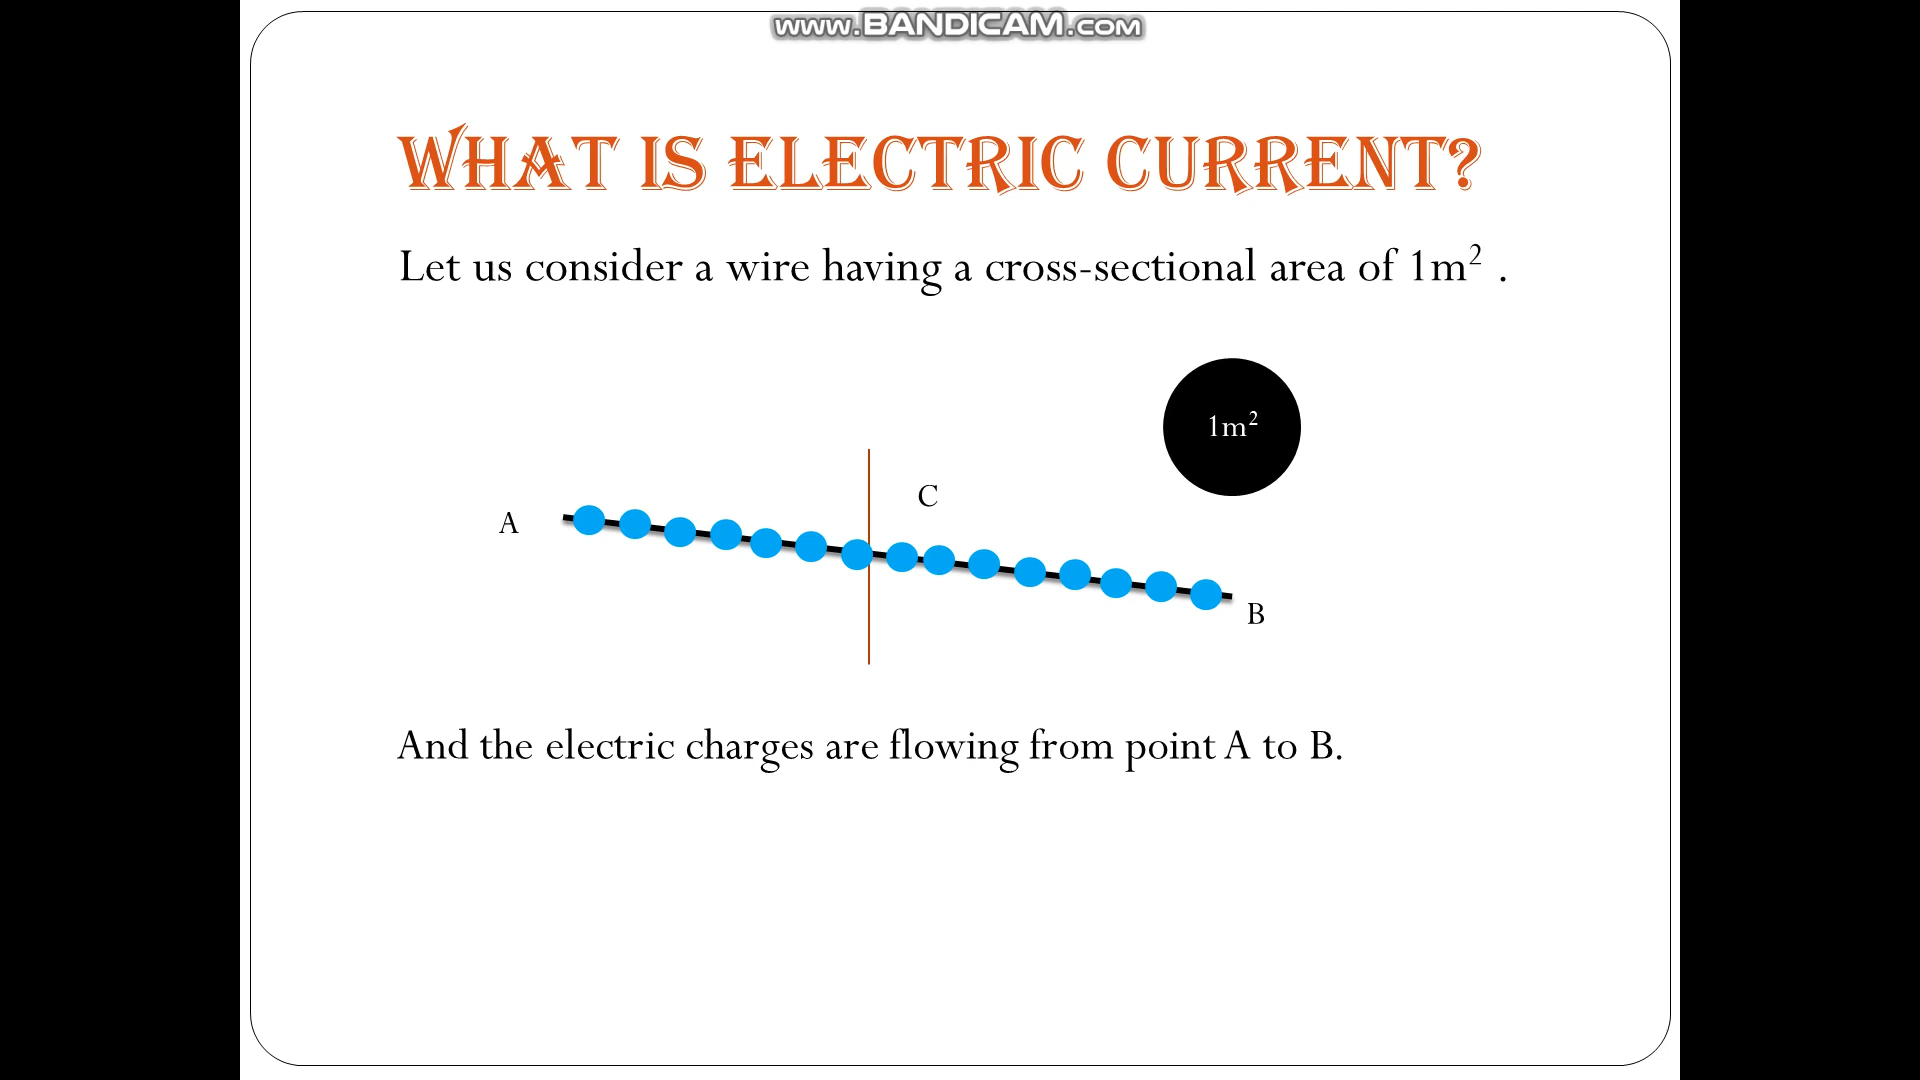 www.BANDICAM.com
WHAT IS ELECTRIC CURRENT?
Let us consider a wire having a cross-sectional area of 1m² .
1m²
C
A
B
And the electric charges are flowing from point A to B.